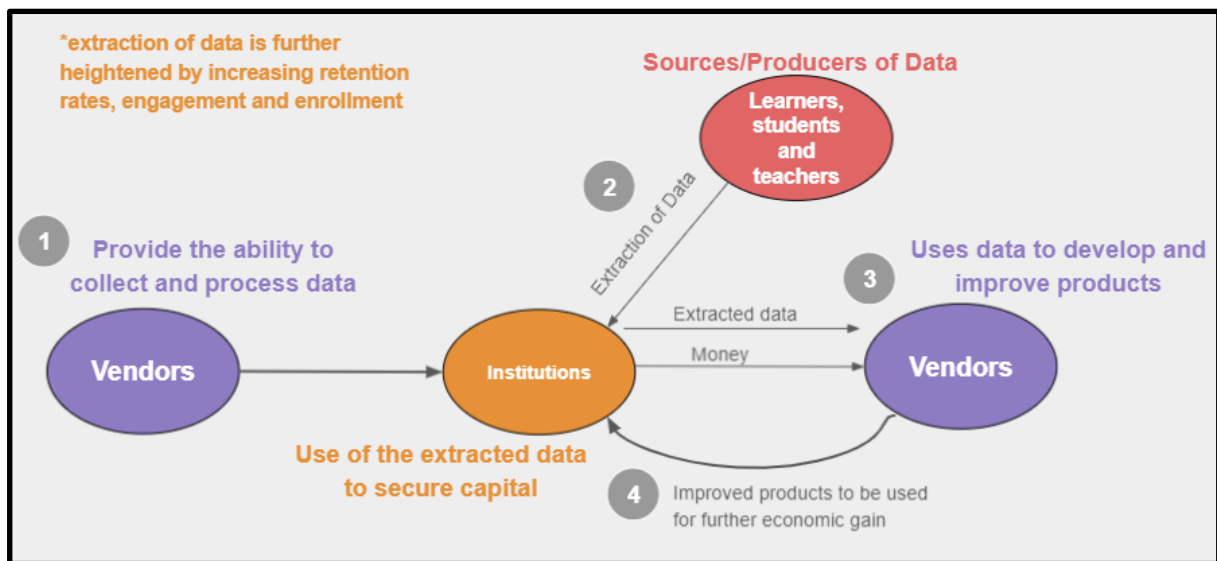 *extraction of data is further
heightened by increasing retention
rates, engagement and enrollment
Sources/Producers of Data
Learners,
students
and
teachers
2
Extraction of Data
1
Provide the ability to
collect and process data
Vendors
Institutions
Use of the extracted data
to secure capital
Extracted data
Money
3
Uses data to develop and
improve products
Vendors
4
Improved products to be used
for further economic gain